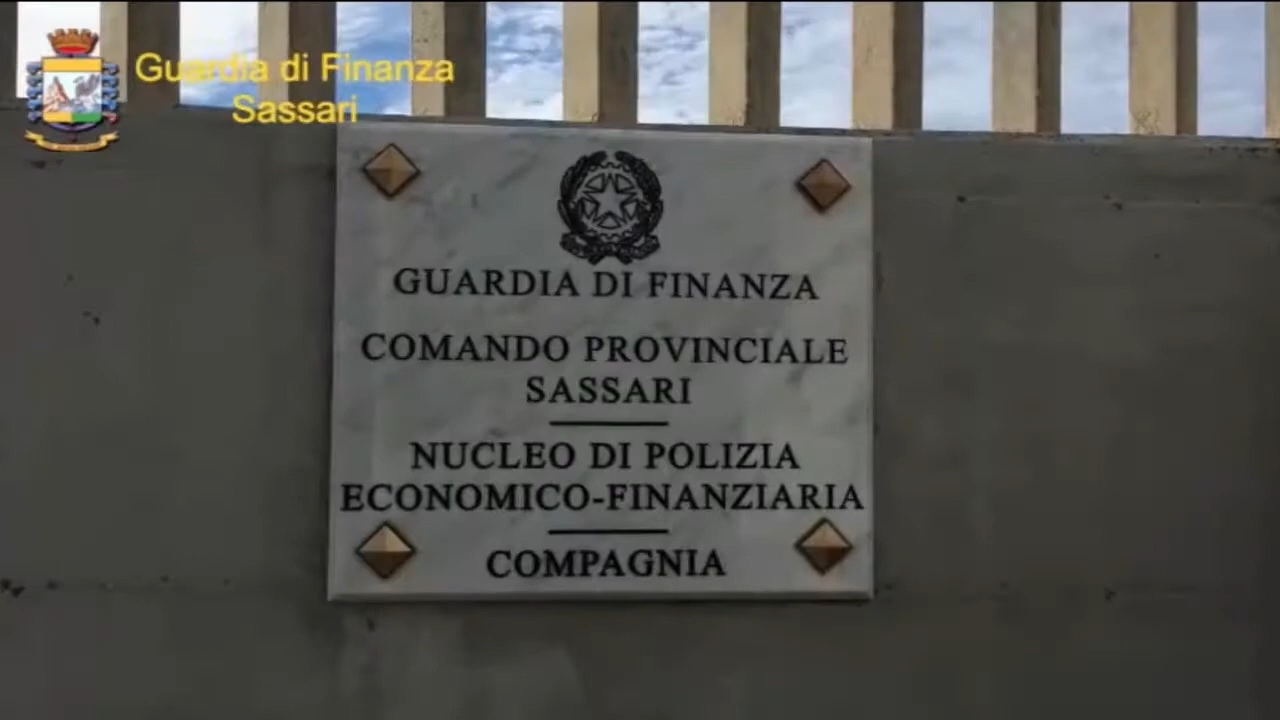 Guardia di Finanza
Sassari
GUARDIA DI FINANZA
COMANDO PROVINCIALE
SASSARI
NUCLEO DI POLIZIA
ECONOMICO-FINANZIARIA
COMPAGNIA